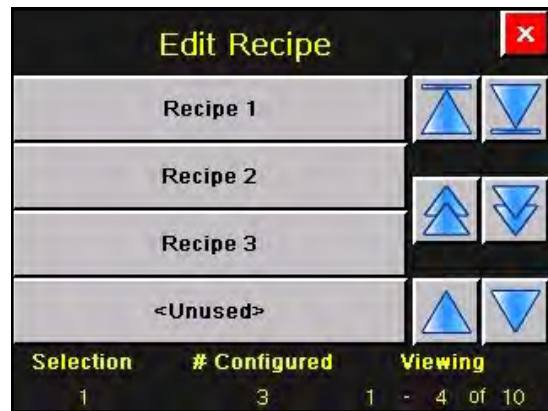 Edit Recipe
Recipe 1
Recipe 2
Recipe 3
<Unused>
Selection # Configured Viewing
1 3 1 - 4 of 10